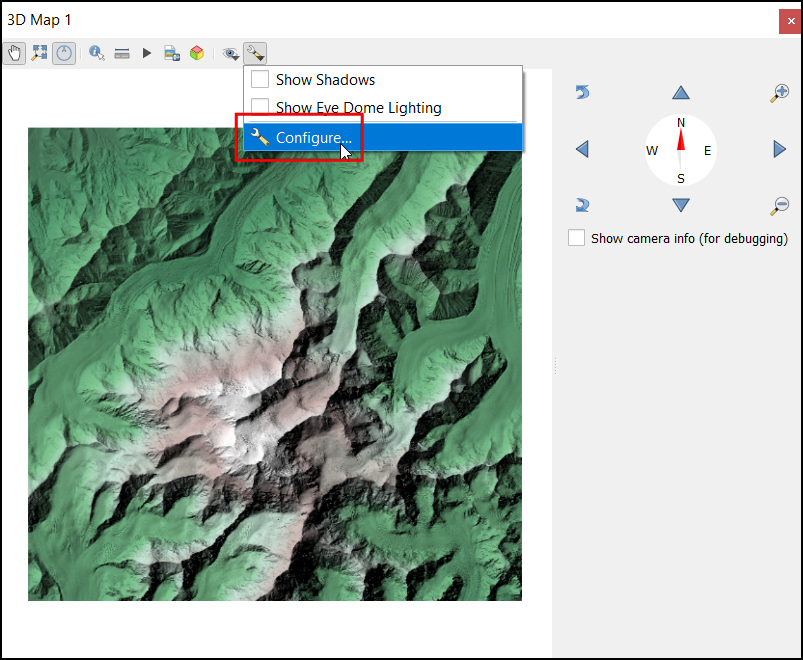 3D Map 1
Show Shadows
Show Eye Dome Lighting
Configure...
N
W E
S
Show camera info (for debugging)